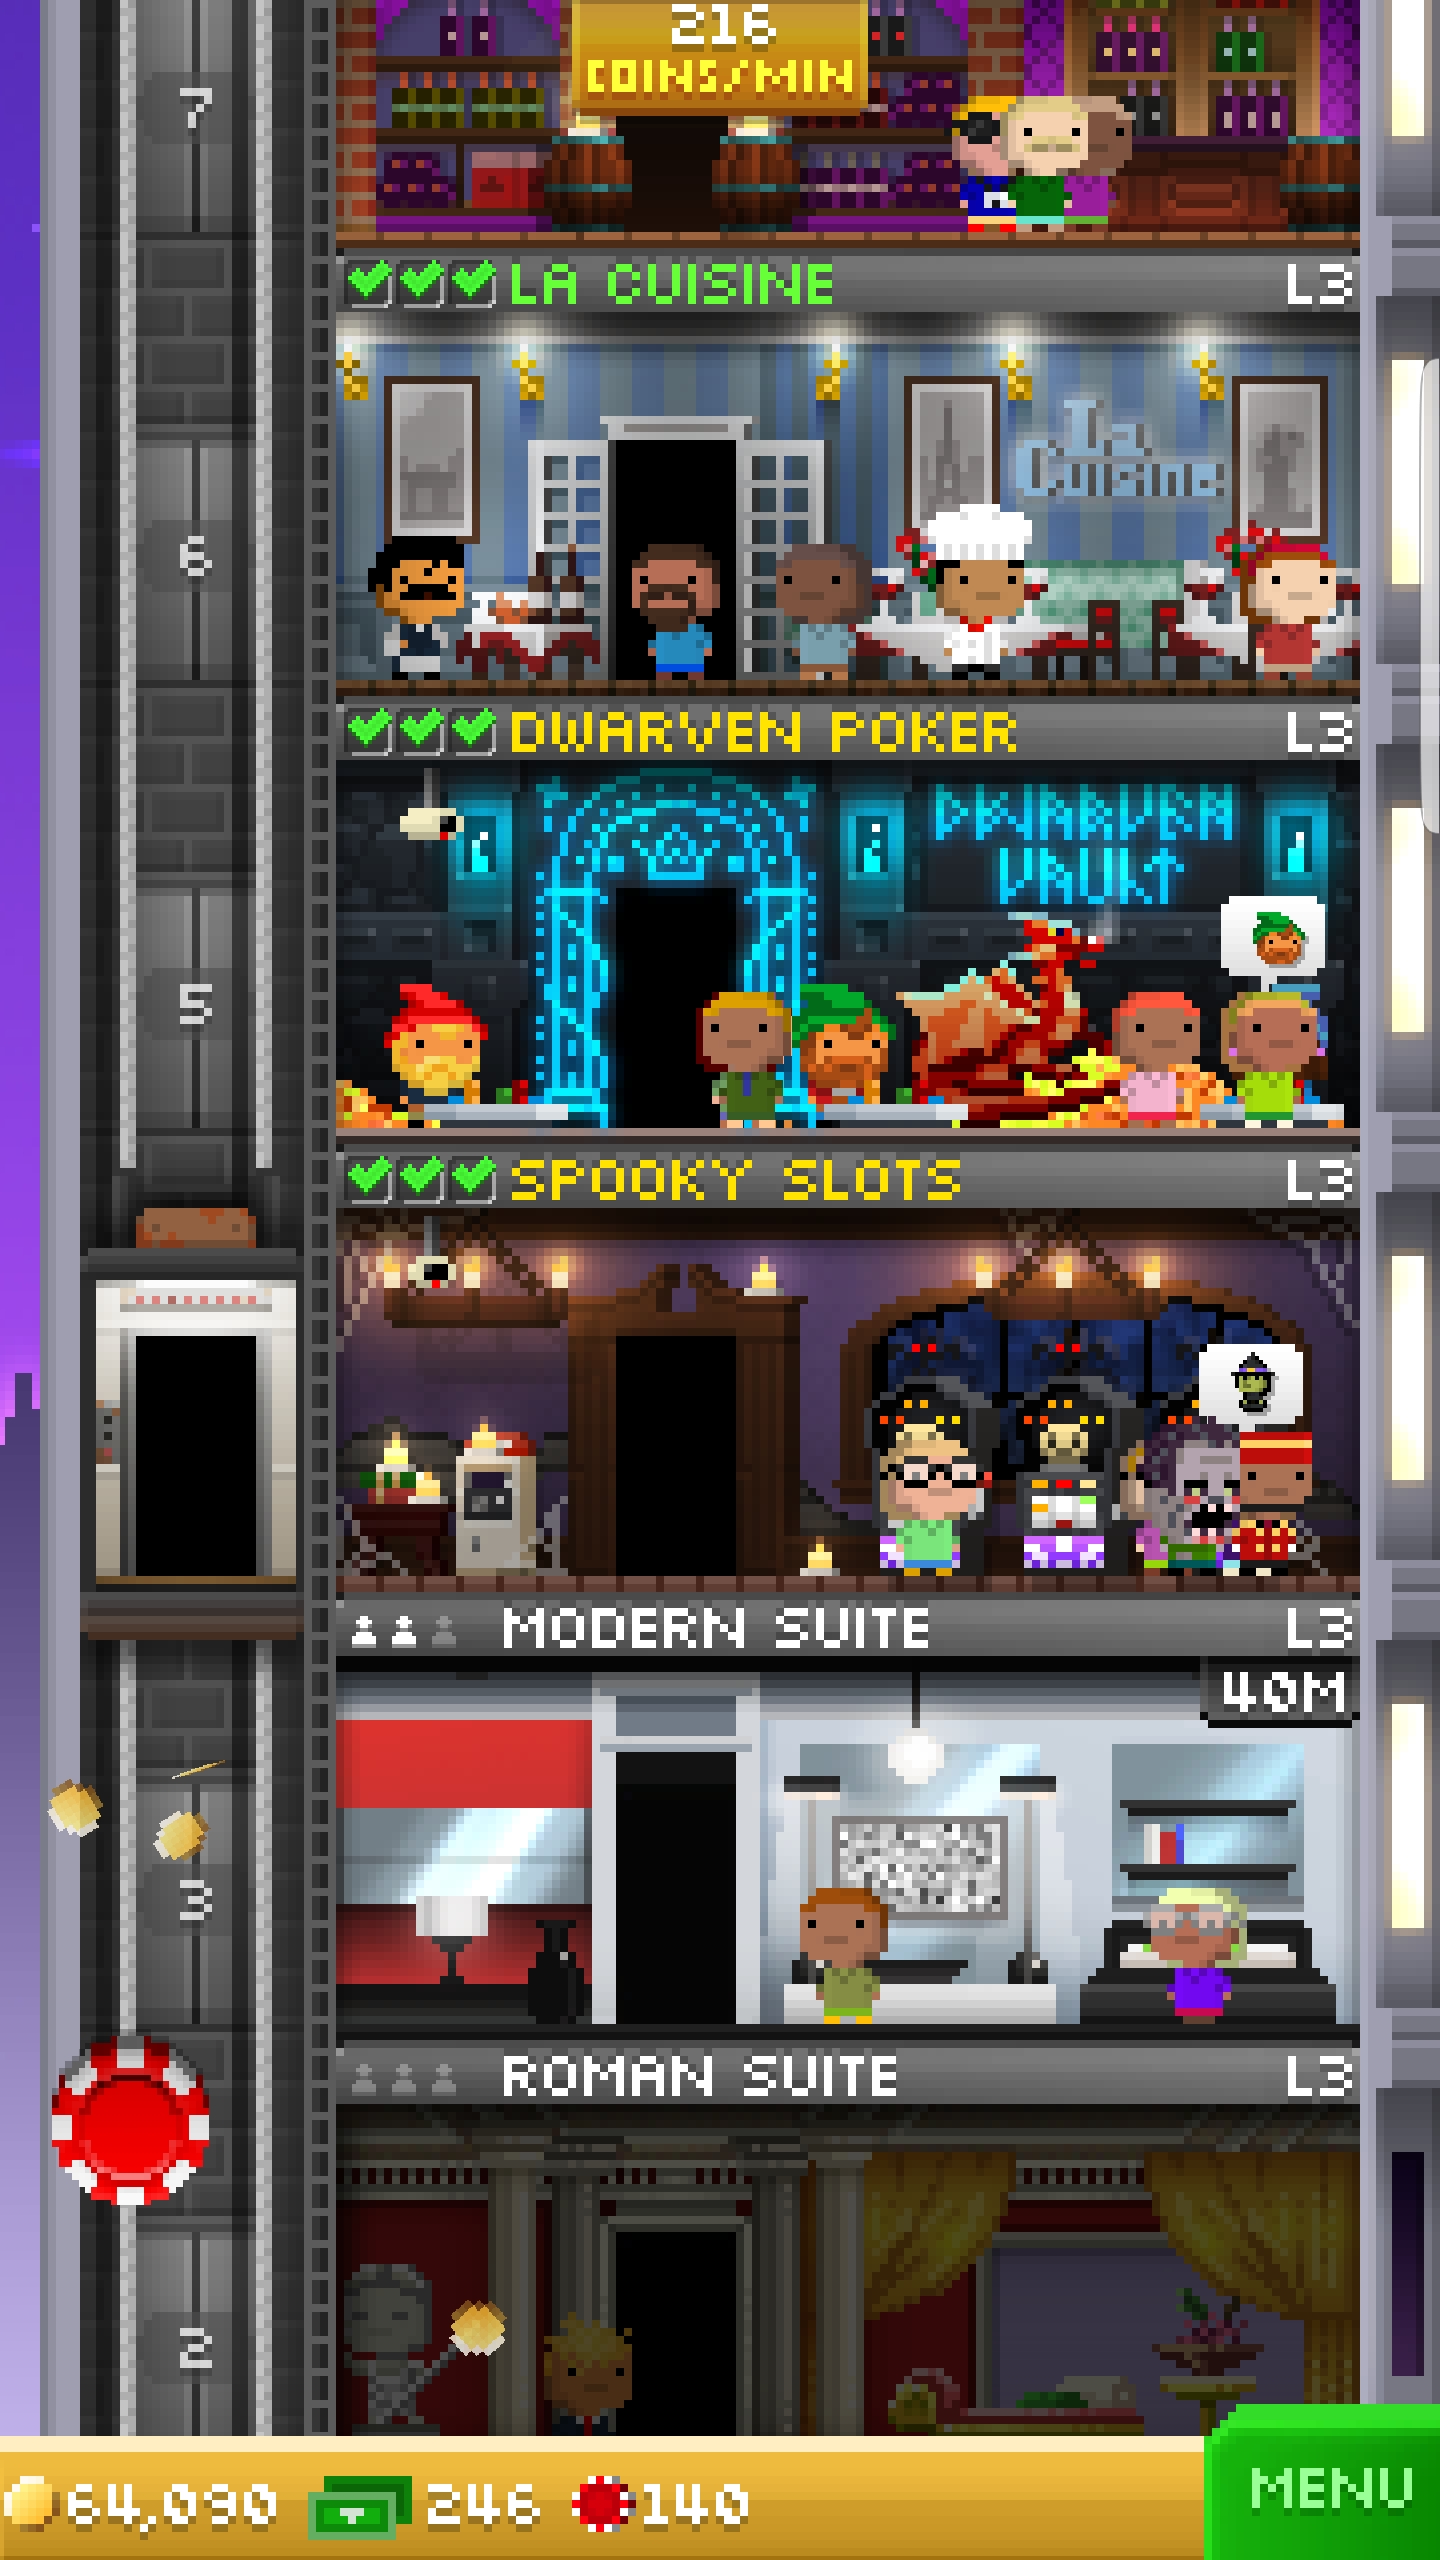 216
COINS/MIN
7
LA CUISINE L3
La
Cuisine
6
DWARVEN POKER L3
DWARVEN
VAULT
5
SPOOKY SLOTS L3
MODERN SUITE L3
40M
3
ROMAN SUITE L3
2
64,090 246 140
MENU